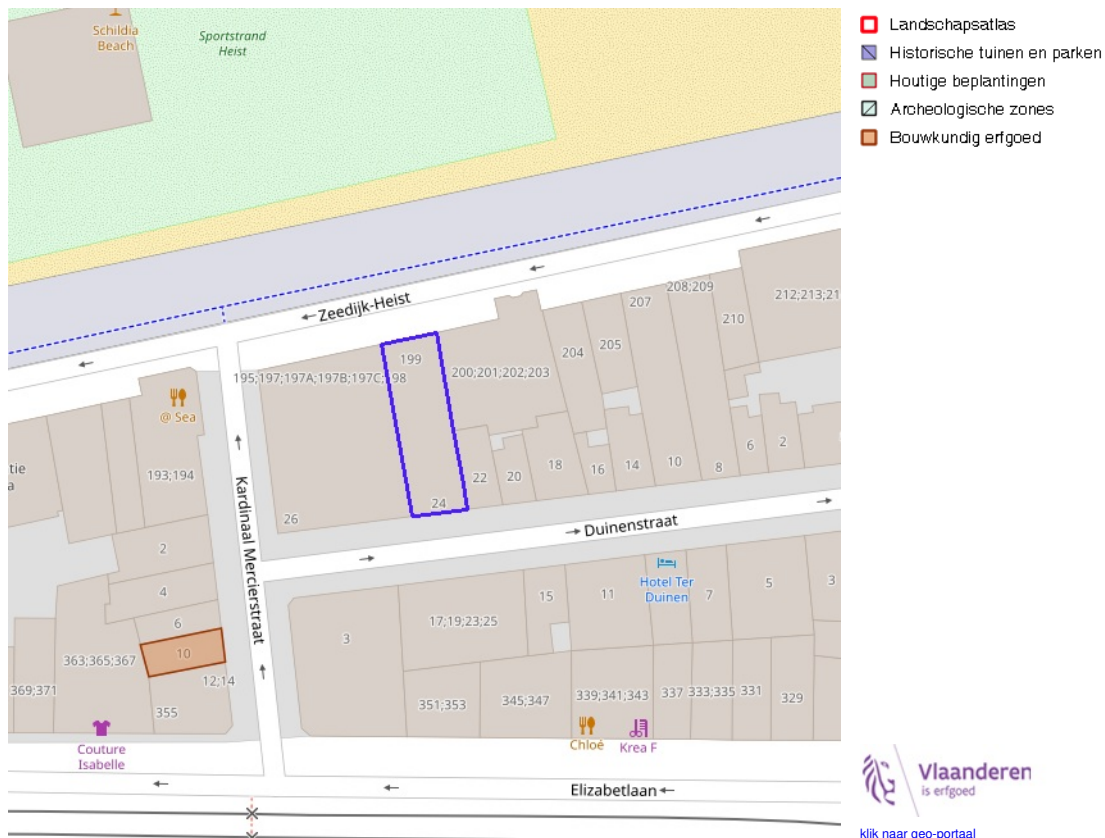 Schildia
Beach
Sportstrand
Heist
Landschapsatlas
Historische tuinen en parken
Houtige beplantingen
Archeologische zones
Bouwkundig erfgoed
Zeedijk-Heist
208;209
207
212;213;21
210
205
204
199
200;201;202;203
195;197;197A;197B;197C;198
@ Sea
193;194
tie
a
Kardinaal Mercierstraat
26
24
22
20
18
16
14
10
8
6
2
Duinenstraat
2
4
6
10
12;14
363;365;367
369;371
355
Hotel Ter
Duinen
3
17;19;23;25
15
11
7
5
3
351;353
345;347
339;341;343
337
333;335
331
329
Couture
Isabelle
Chloé
Krea F
Elizabetlaan
Vlaanderen
is erfgoed
klik naar geo-portaal